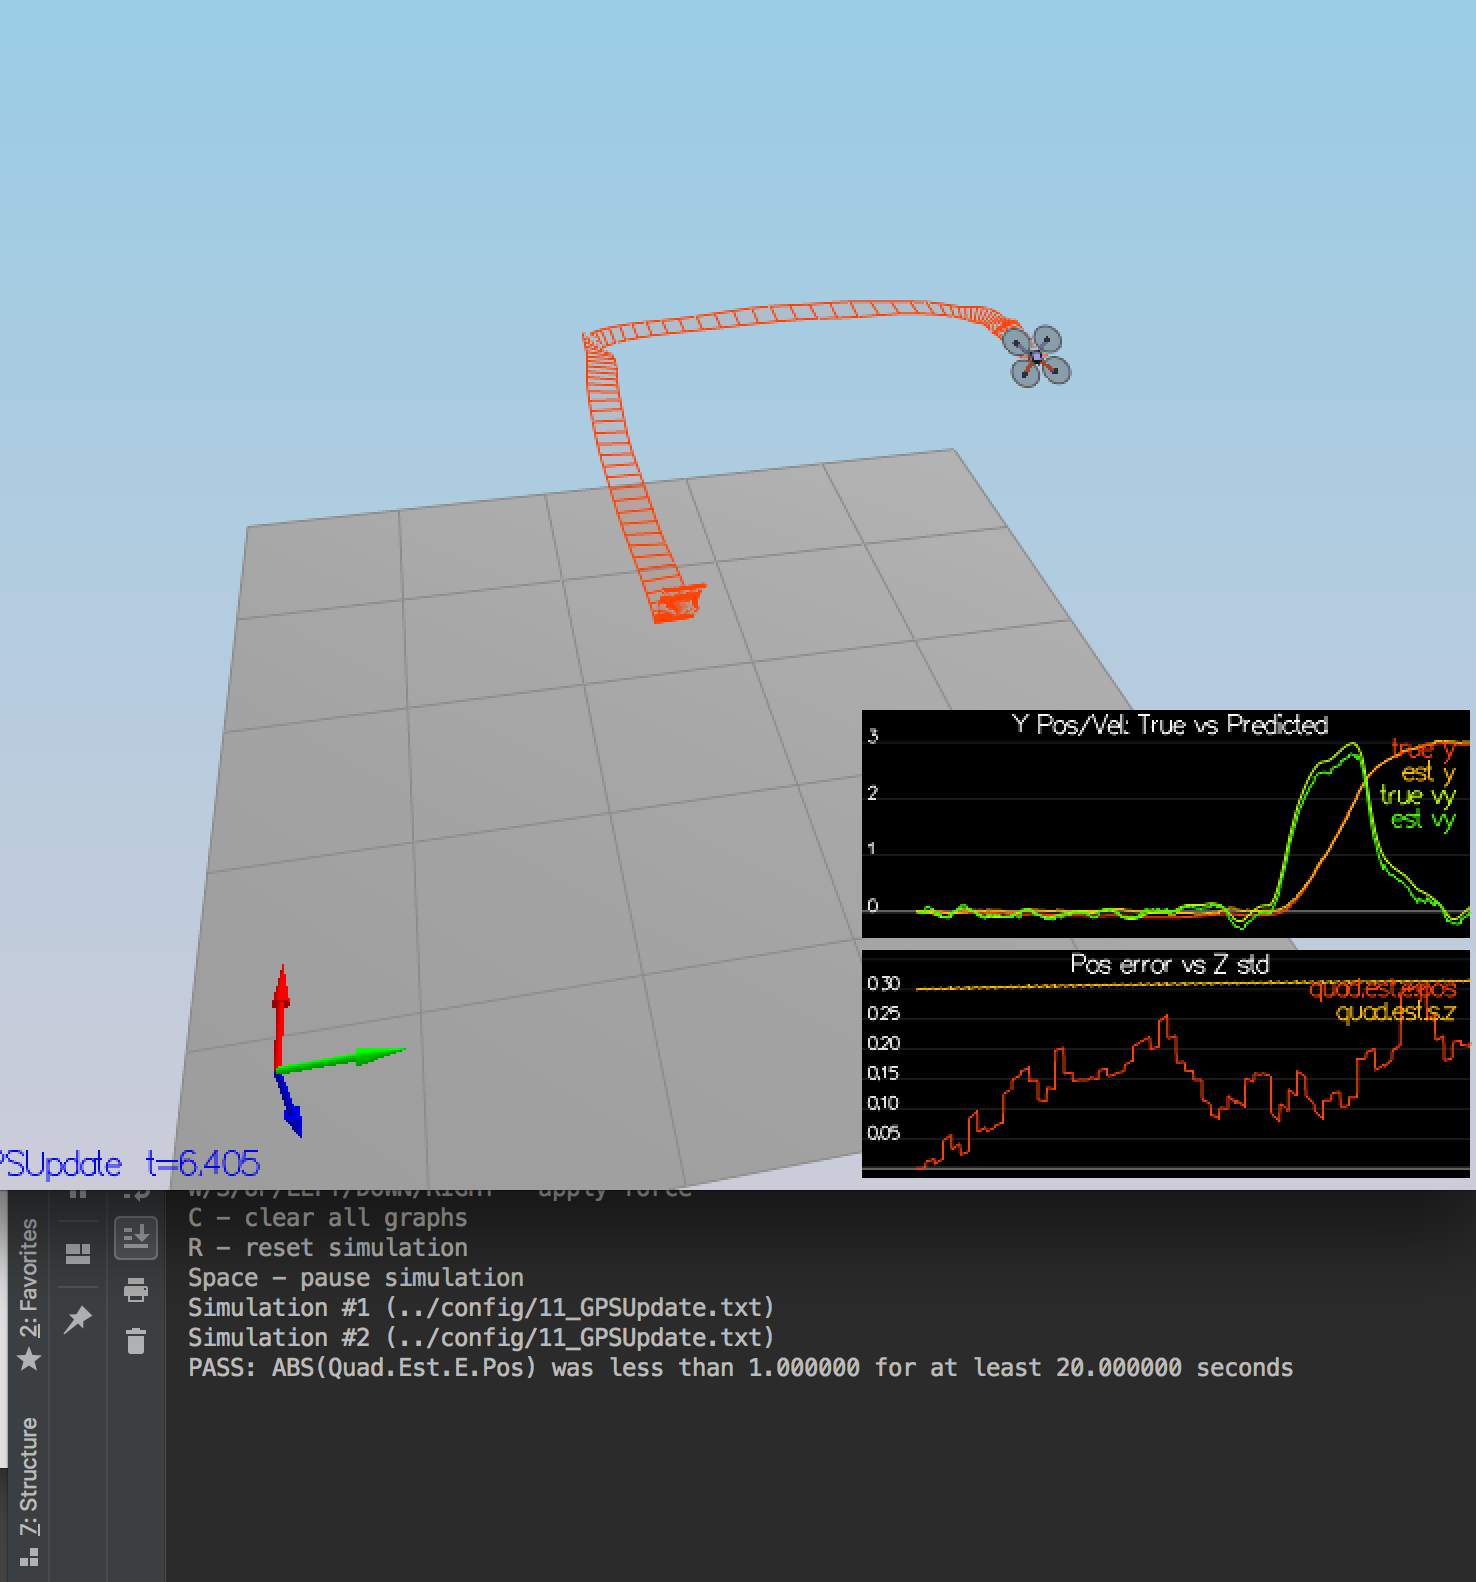 Y Pos/Vel: True vs Predicted
3
true y
est y
2
true vy
est vy
1
0
Pos error vs Z std
0.30
quad.est.e.pos
0.25
quad.est.s.z
0.20
0.15
0.10
0.05
PSUpdate t=6.405
W/S/UP/LEFT/DOWN/RIGHT - apply force
C - clear all graphs
R - reset simulation
Space - pause simulation
Simulation #1 (../config/11_GPSUpdate.txt)
Simulation #2 (../config/11_GPSUpdate.txt)
PASS: ABS(Quad.Est.E.Pos) was less than 1.000000 for at least 20.000000 seconds
2: Favorites
7: Structure